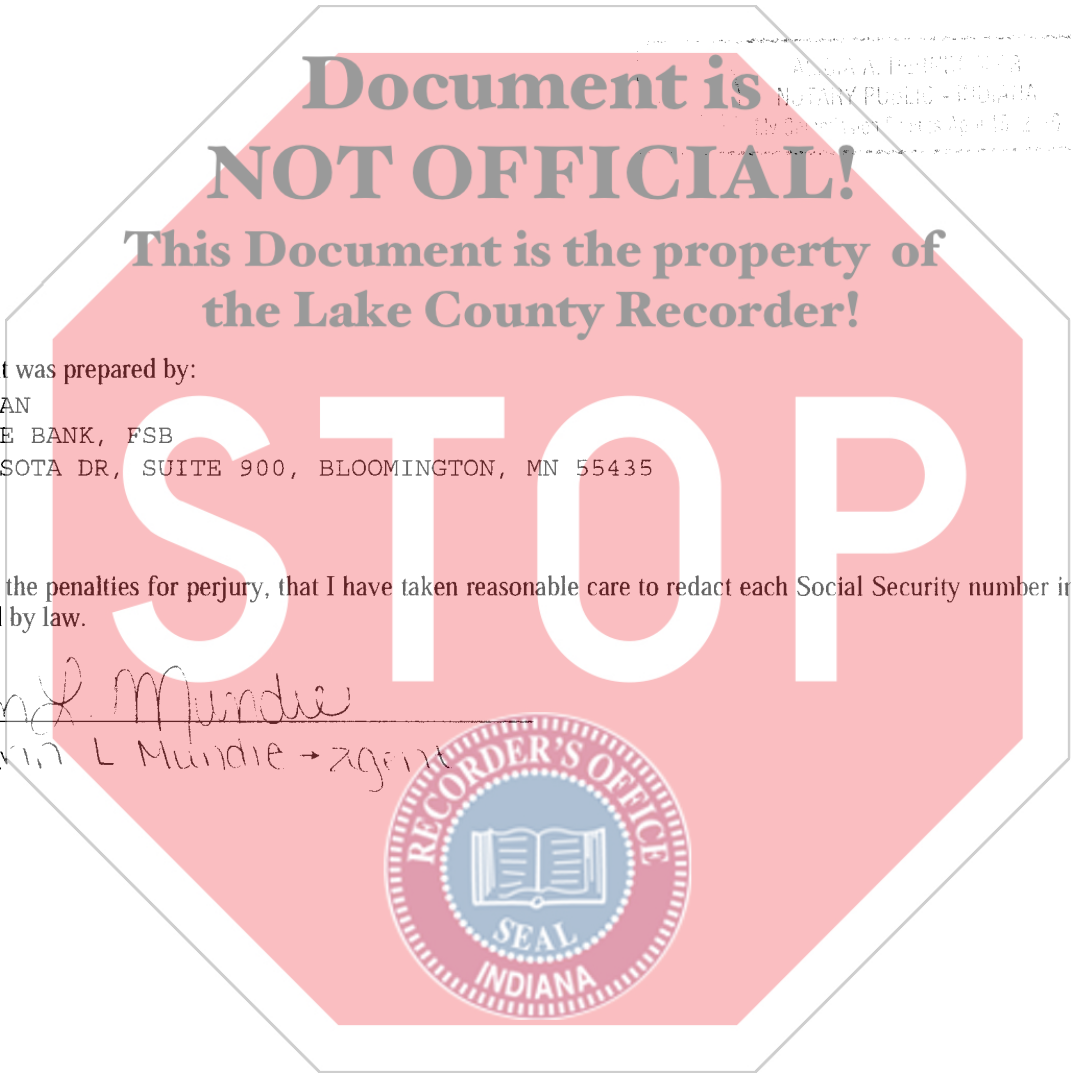 Document is
NOTARY PUBLIC - INDIANA
NOT OFFICIAL!
This Document is the property of
the Lake County Recorder!
t was prepared by:
AN
E BANK, FSB
SOTA DR, SUITE 900, BLOOMINGTON, MN 55435
STOP
the penalties for perjury, that I have taken reasonable care to redact each Social Security number in
by law.
L. Mundie
L Mundie → agent
RECORDER'S OFFICE
SEAL
INDIANA